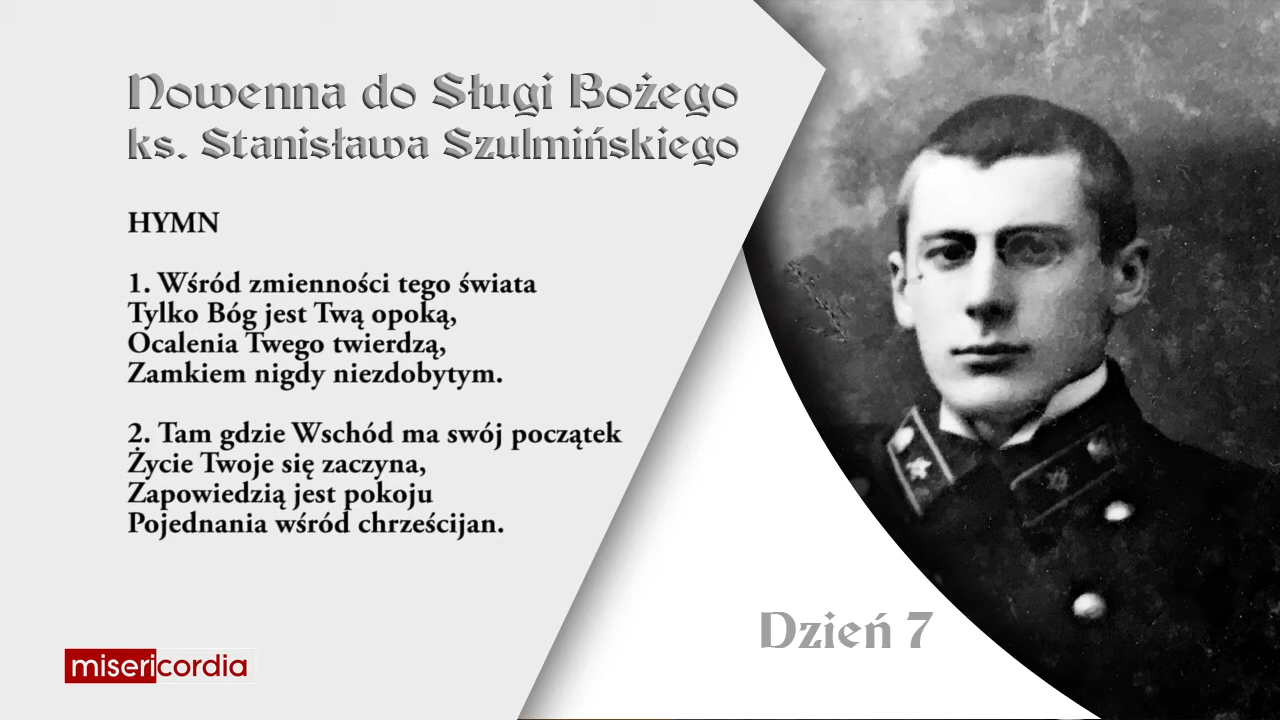 Nowenna do Sługi Bożego
ks. Stanisława Szulmińskiego
HYMN
1. Wśród zmienności tego świata
Tylko Bóg jest Twą opoką,
Ocalenia Twego twierdzą,
Zamkiem nigdy niezdobytym.
2. Tam gdzie Wschód ma swój początek
Życie Twoje się zaczyna,
Zapowiedzią jest pokoju
Pojednania wśród chrześcijan.
Dzień 7
misericordia